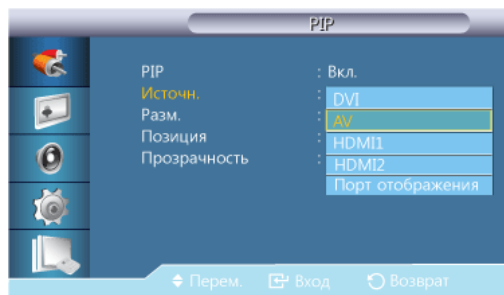 PIP
PIP : Вкл.
Источн. : DVI
Разм. : AV
Позиция HDMI1
Прозрачность : HDMI2
Порт отображения
Перем. Вход Возврат